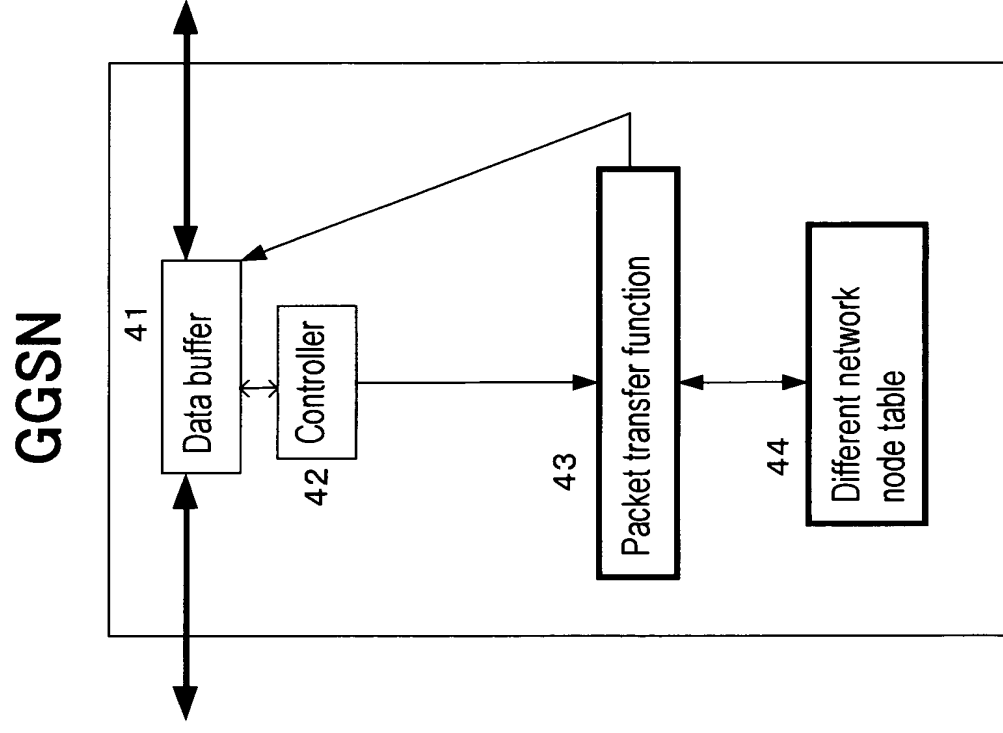 GGSN
41
Data buffer
Controller
42
43
Packet transfer function
44
Different network
node table